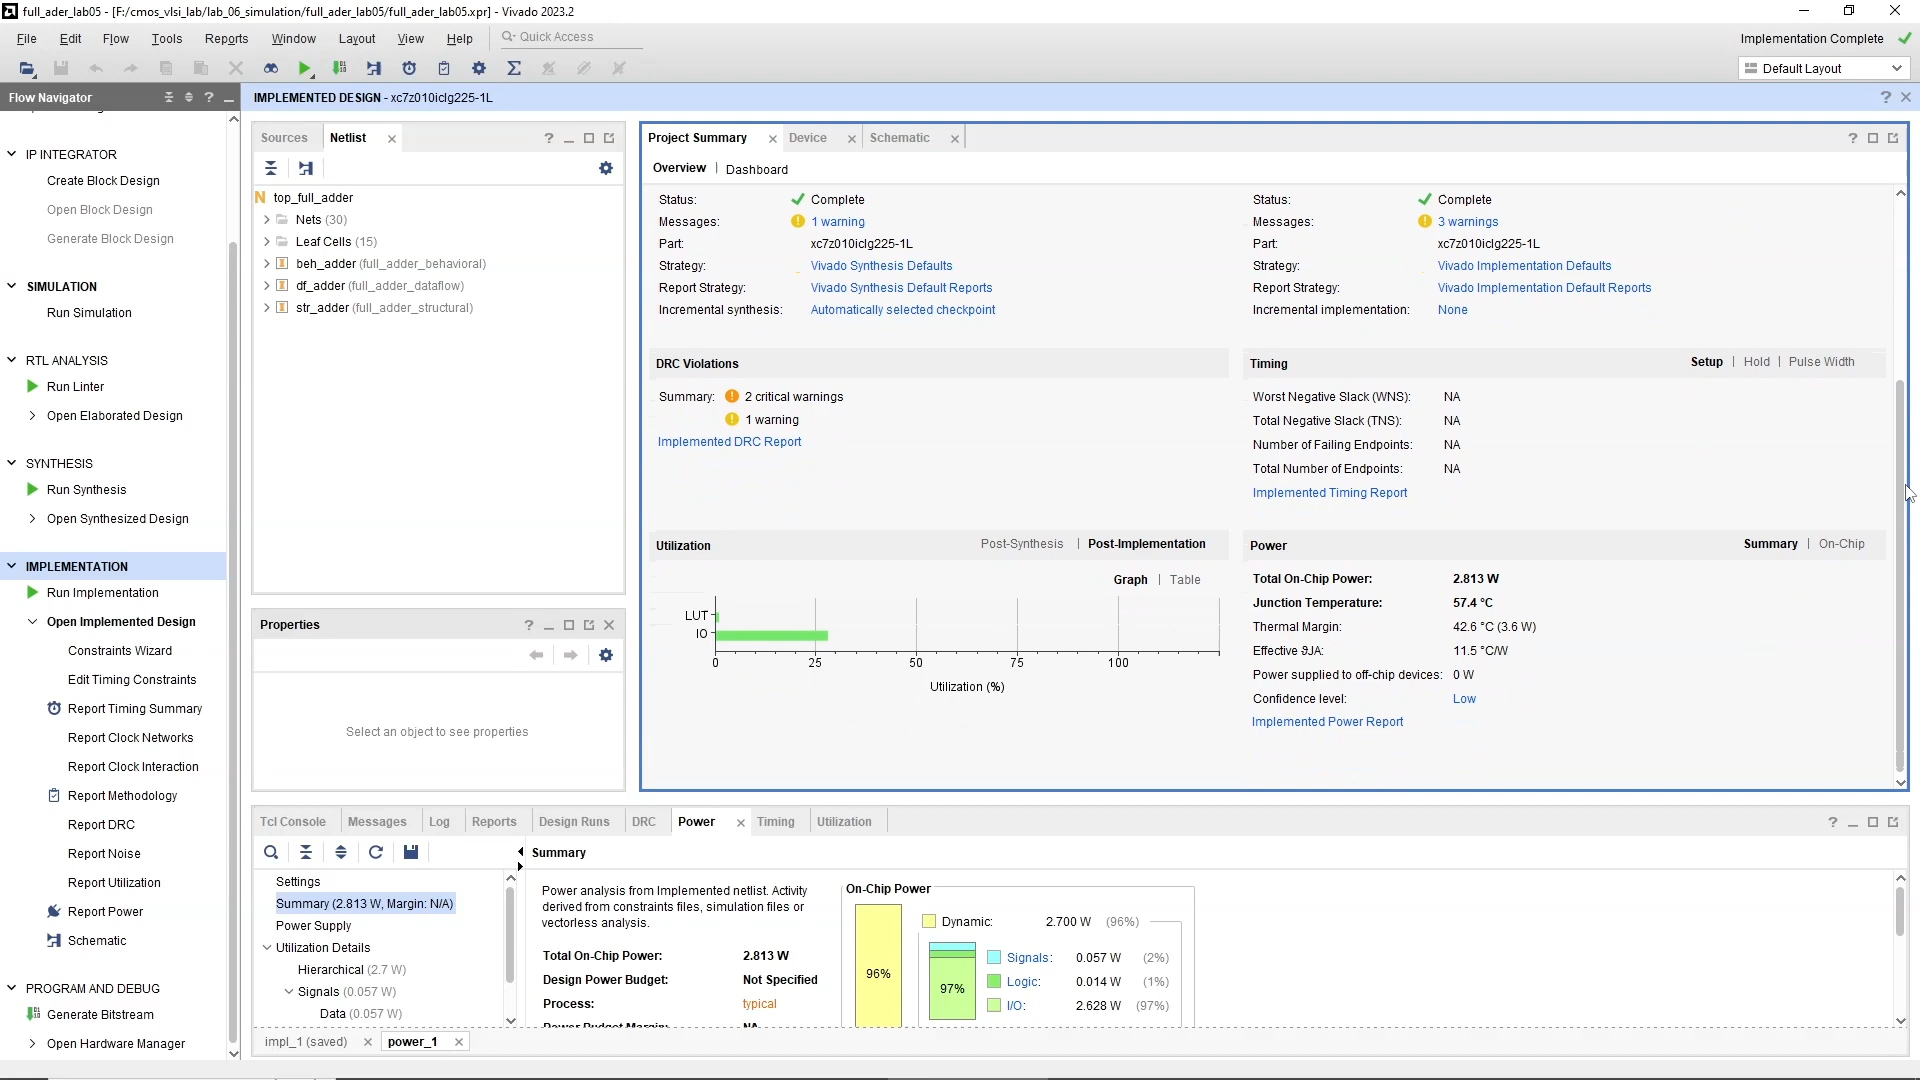 full_ader_lab05 - [F:/cmos_vlsi_lab/lab_06_simulation/full_ader_lab05/full_ader_lab05.xpr] - Vivado 2023.2
File Edit Flow Tools Reports Window Layout View Help Quick Access
Implementation Complete
Default Layout
Flow Navigator
IP INTEGRATOR
Create Block Design
Open Block Design
Generate Block Design
SIMULATION
Run Simulation
RTL ANALYSIS
Run Linter
Open Elaborated Design
SYNTHESIS
Run Synthesis
Open Synthesized Design
IMPLEMENTATION
Run Implementation
Open Implemented Design
Constraints Wizard
Edit Timing Constraints
Report Timing Summary
Report Clock Networks
Report Clock Interaction
Report Methodology
Report DRC
Report Noise
Report Utilization
Report Power
Schematic
PROGRAM AND DEBUG
Generate Bitstream
Open Hardware Manager
IMPLEMENTED DESIGN - xc7z010iclg225-1L
Sources Netlist
top_full_adder
Nets (30)
Leaf Cells (15)
beh_adder (full_adder_behavioral)
df_adder (full_adder_dataflow)
str_adder (full_adder_structural)
Properties
Select an object to see properties
Project Summary Device Schematic
Overview | Dashboard
Status: Complete
Messages: 1 warning
Part: xc7z010iclg225-1L
Strategy: Vivado Synthesis Defaults
Report Strategy: Vivado Synthesis Default Reports
Incremental synthesis: Automatically selected checkpoint
Status: Complete
Messages: 3 warnings
Part: xc7z010iclg225-1L
Strategy: Vivado Implementation Defaults
Report Strategy: Vivado Implementation Default Reports
Incremental implementation: None
DRC Violations
Summary: 2 critical warnings
1 warning
Implemented DRC Report
Timing Setup | Hold | Pulse Width
Worst Negative Slack (WNS): NA
Total Negative Slack (TNS): NA
Number of Failing Endpoints: NA
Total Number of Endpoints: NA
Implemented Timing Report
Utilization Post-Synthesis | Post-Implementation
Graph | Table
LUT
IO
0 25 50 75 100
Utilization (%)
Power Summary | On-Chip
Total On-Chip Power: 2.813 W
Junction Temperature: 57.4 °C
Thermal Margin: 42.6 °C (3.6 W)
Effective ϑJA: 11.5 °C/W
Power supplied to off-chip devices: 0 W
Confidence level: Low
Implemented Power Report
Tcl Console Messages Log Reports Design Runs DRC Power Timing Utilization
Settings
Summary (2.813 W, Margin: N/A)
Power Supply
Utilization Details
Hierarchical (2.7 W)
Signals (0.057 W)
Data (0.057 W)
Summary
Power analysis from Implemented netlist. Activity
derived from constraints files, simulation files or
vectorless analysis.
Total On-Chip Power: 2.813 W
Design Power Budget: Not Specified
Process: typical
Power Budget Margin: NA
On-Chip Power
96%
97%
Dynamic: 2.700 W (96%)
Signals: 0.057 W (2%)
Logic: 0.014 W (1%)
I/O: 2.628 W (97%)
impl_1 (saved) power_1